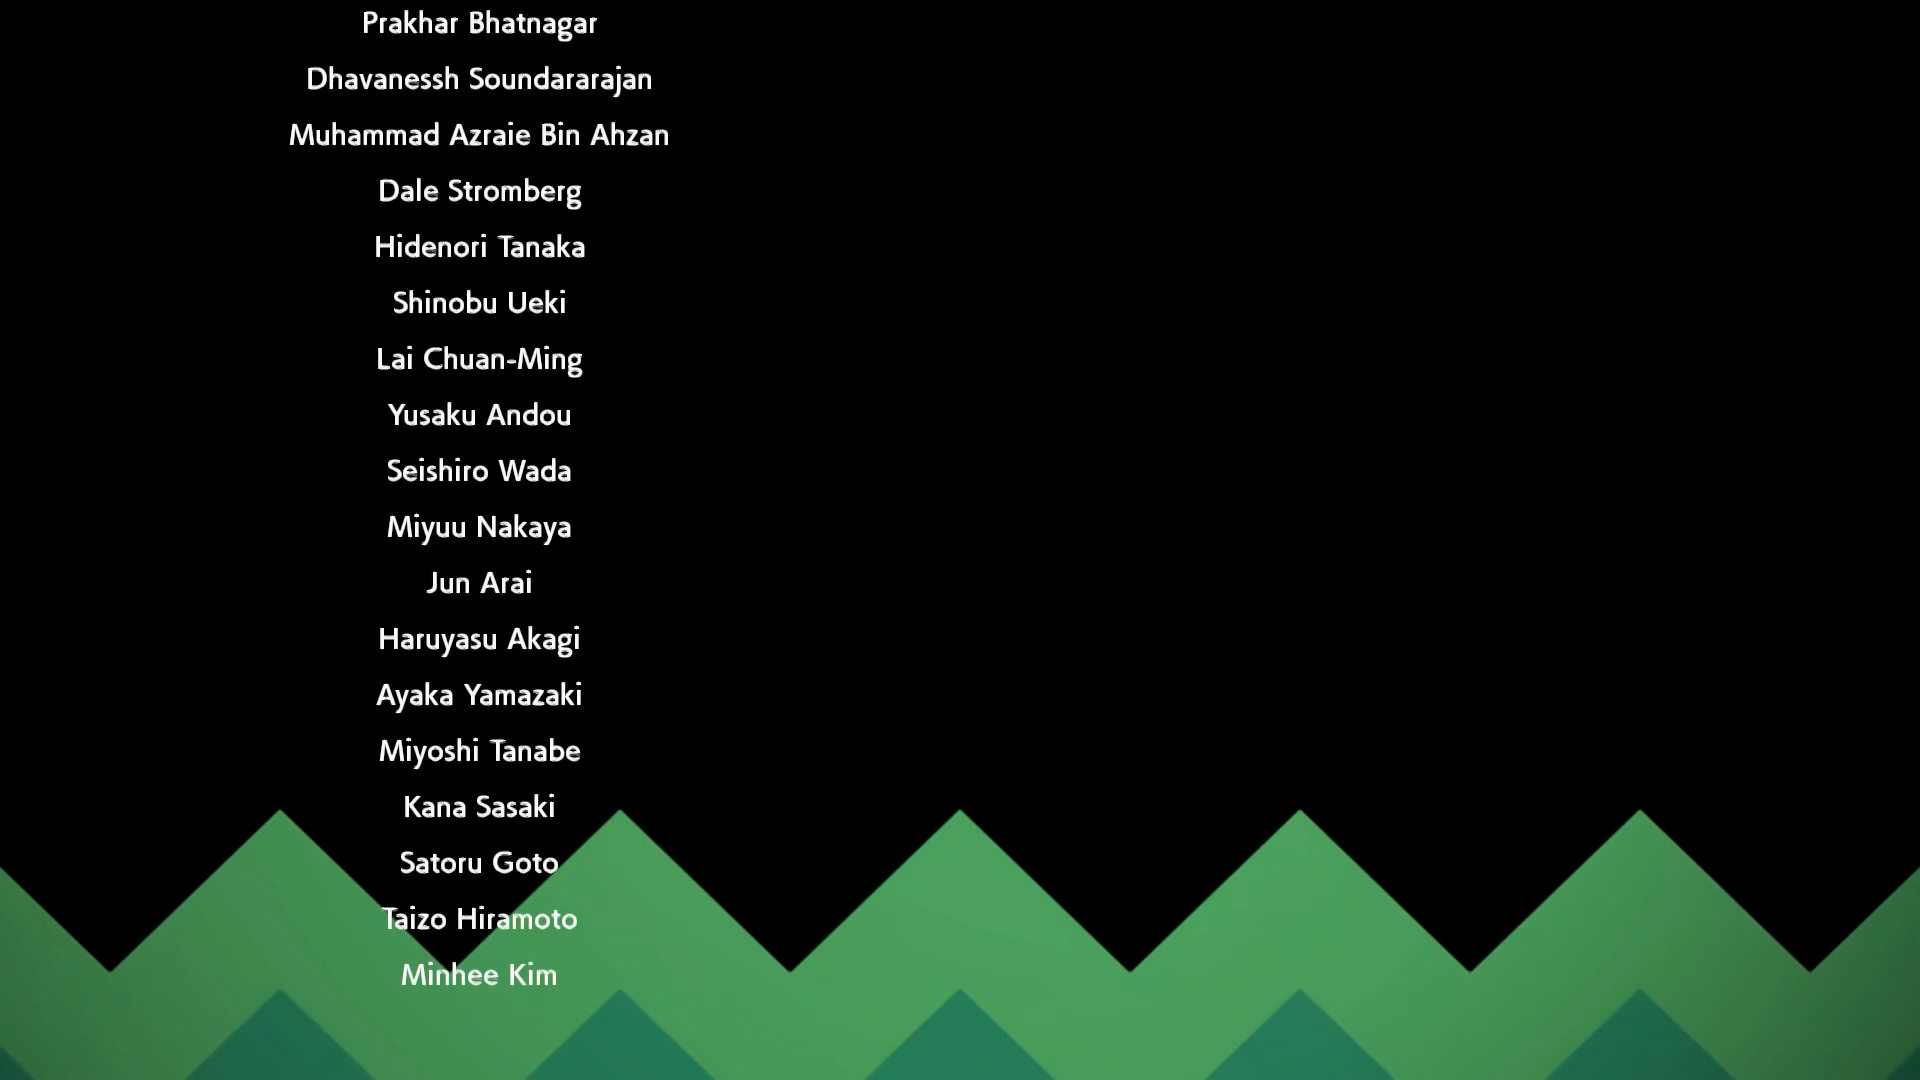 Prakhar Bhatnagar
Dhavanessh Soundararajan
Muhammad Azraie Bin Ahzan
Dale Stromberg
Hidenori Tanaka
Shinobu Ueki
Lai Chuan-Ming
Yusaku Andou
Seishiro Wada
Miyuu Nakaya
Jun Arai
Haruyasu Akagi
Ayaka Yamazaki
Miyoshi Tanabe
Kana Sasaki
Satoru Goto
Taizo Hiramoto
Minhee Kim